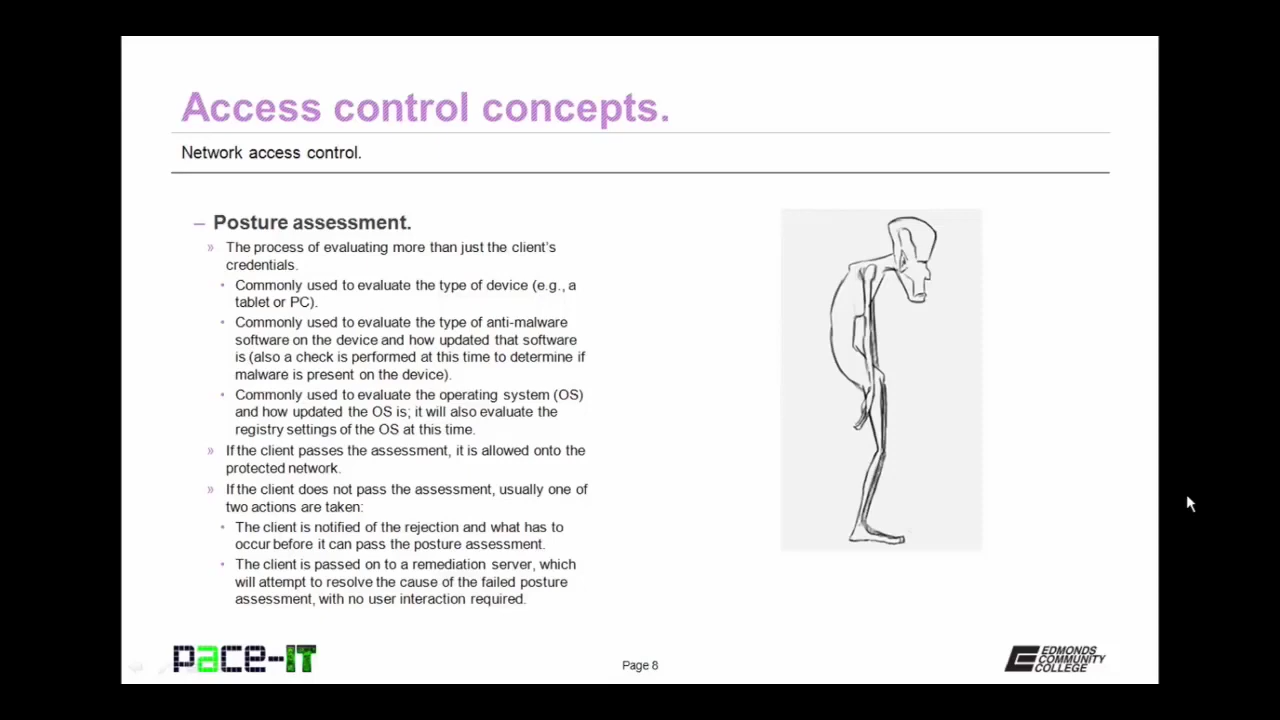 Access control concepts.
Network access control.
– Posture assessment.
» The process of evaluating more than just the client's
credentials.
• Commonly used to evaluate the type of device (e.g., a
tablet or PC).
• Commonly used to evaluate the type of anti-malware
software on the device and how updated that software
is (also a check is performed at this time to determine if
malware is present on the device).
• Commonly used to evaluate the operating system (OS)
and how updated the OS is; it will also evaluate the
registry settings of the OS at this time.
» If the client passes the assessment, it is allowed onto the
protected network.
» If the client does not pass the assessment, usually one of
two actions are taken:
• The client is notified of the rejection and what has to
occur before it can pass the posture assessment.
• The client is passed on to a remediation server, which
will attempt to resolve the cause of the failed posture
assessment, with no user interaction required.
pace-IT
Page 8
EDMONDS
COMMUNITY
COLLEGE